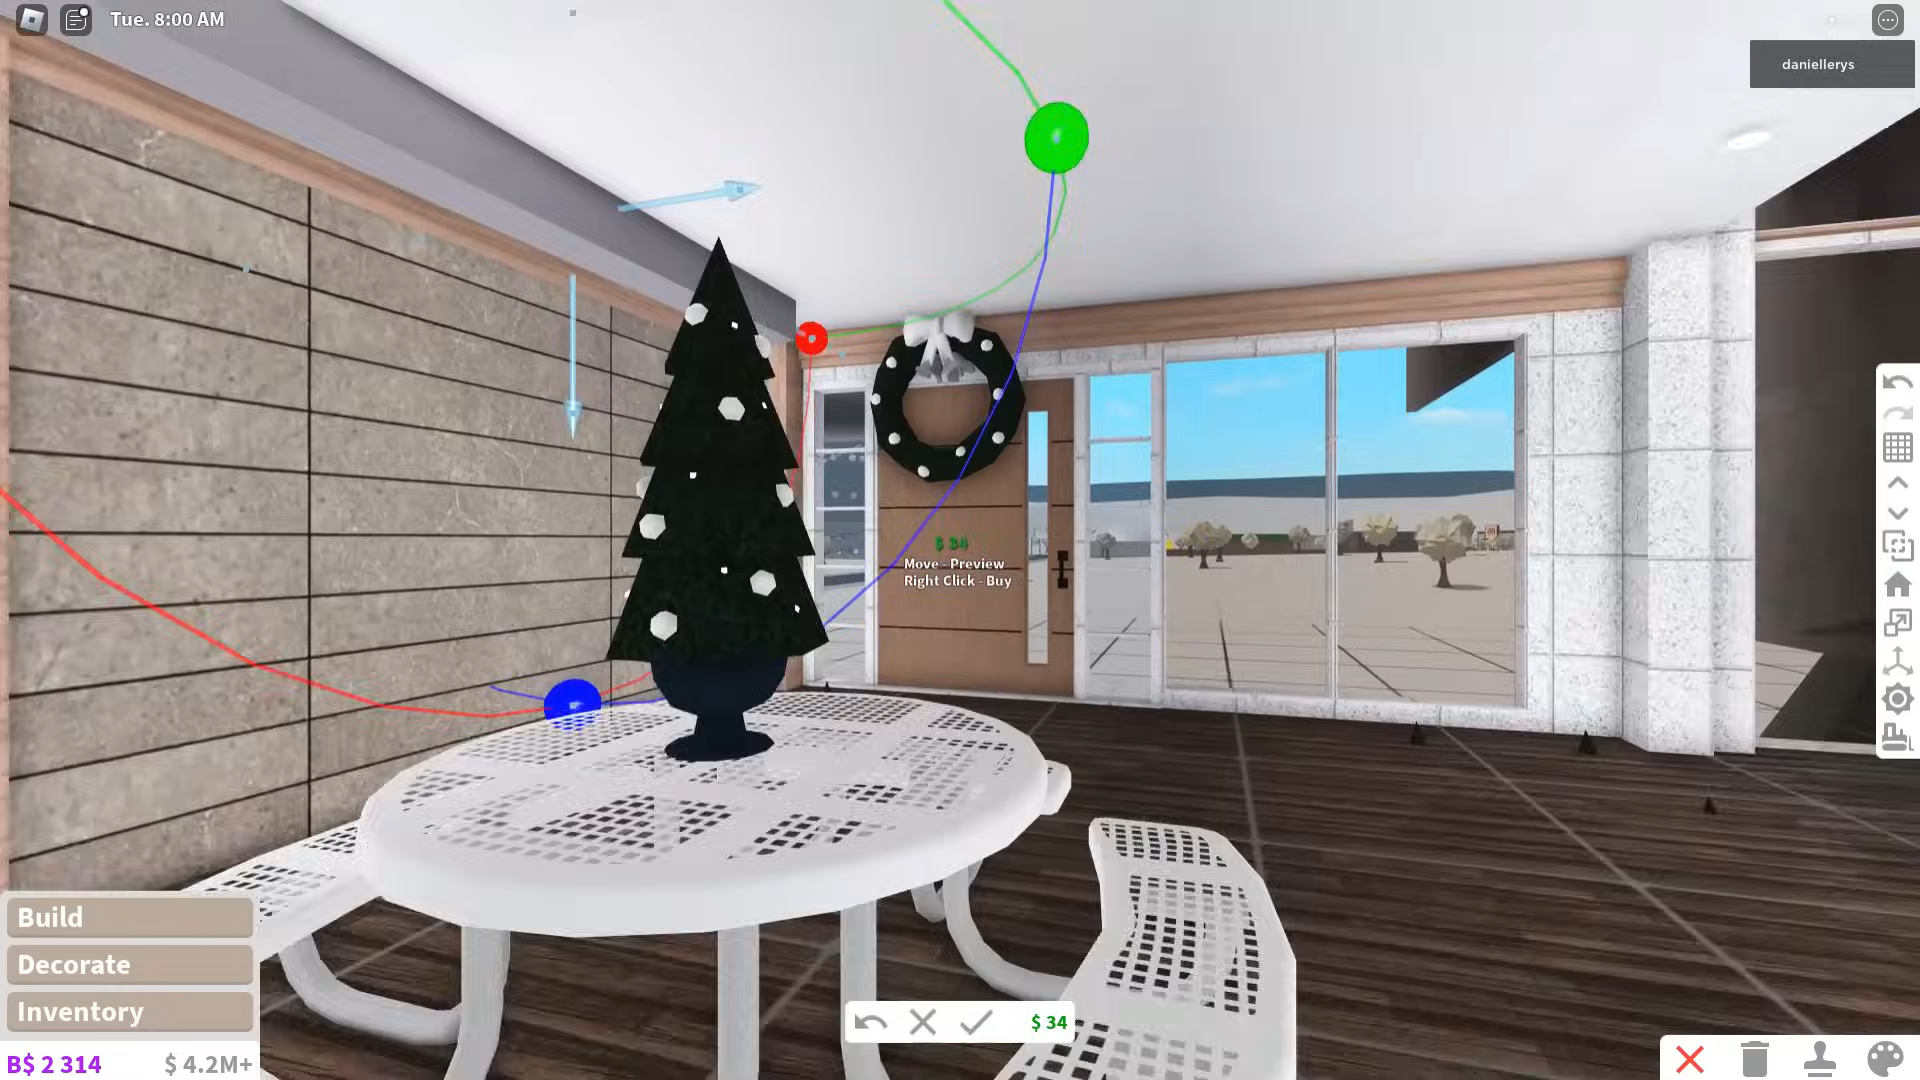 Tue. 8:00 AM
daniellerys
$ 34
Move - Preview
Right Click - Buy
Build
Decorate
Inventory
B$ 2 314 $ 4.2M+
$ 34